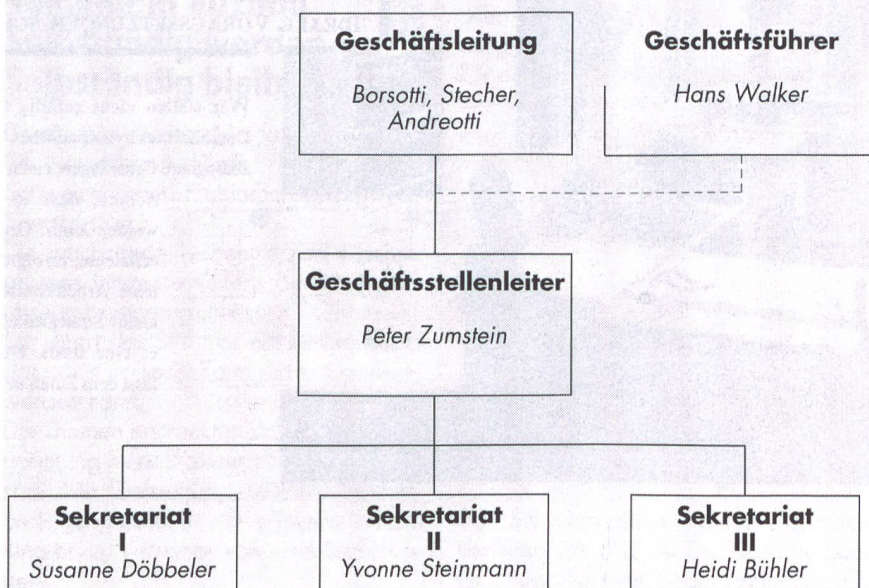 Geschäftsleitung
Borsotti, Stecher,
Andreotti
Geschäftsführer
Hans Walker
Geschäftsstellenleiter
Peter Zumstein
Sekretariat
I
Susanne Döbbeler
Sekretariat
II
Yvonne Steinmann
Sekretariat
III
Heidi Bühler